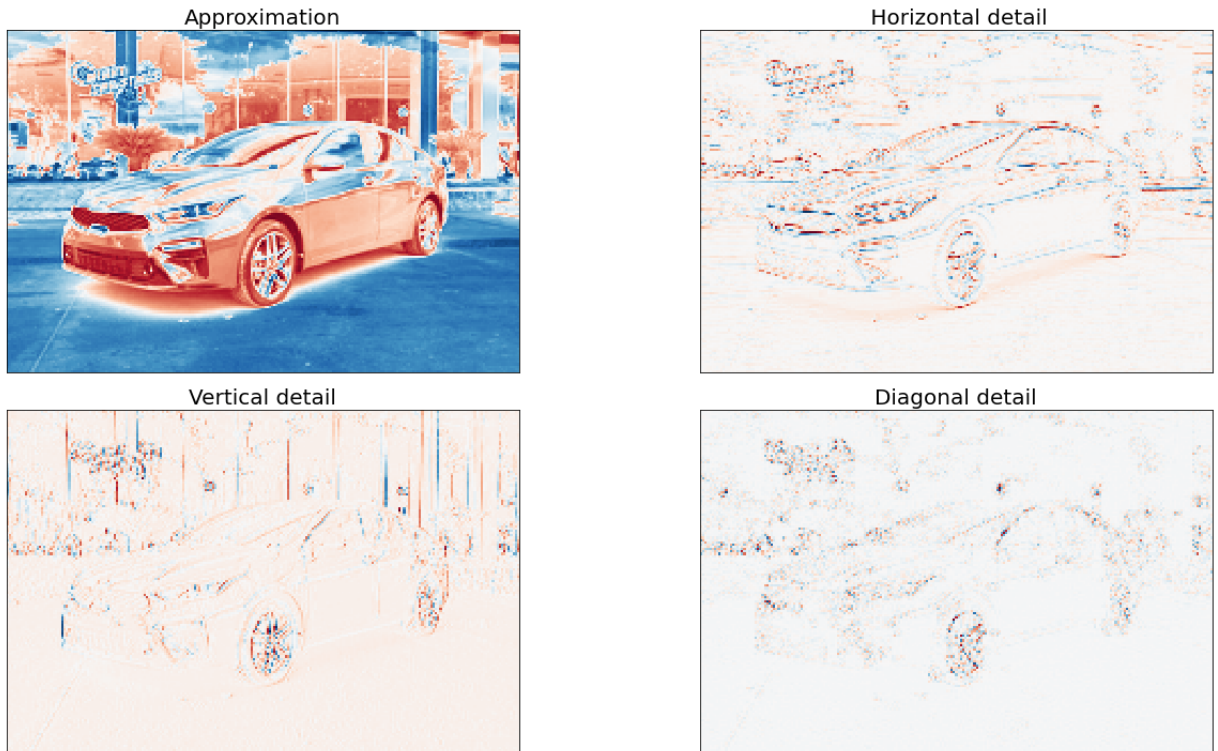 Approximation
Horizontal detail
Vertical detail
Diagonal detail